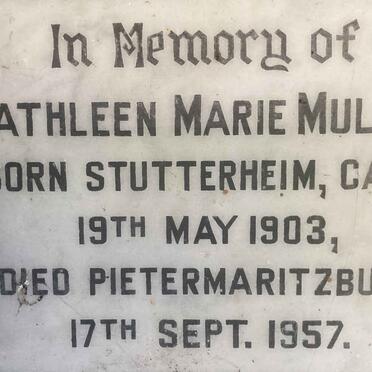 In Memory of
ATHLEEN MARIE MUL
BORN STUTTERHEIM, CA
19TH MAY 1903,
DIED PIETERMARITZBU
17TH SEPT. 1957.